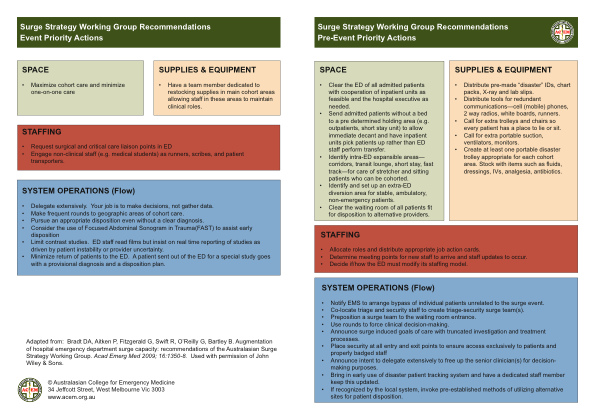 Surge Strategy Working Group Recommendations
Event Priority Actions
SPACE
• Maximize cohort care and minimize
one-on-one care
SUPPLIES & EQUIPMENT
• Have a team member dedicated to
restocking supplies in main cohort areas
allowing staff in these areas to maintain
clinical roles.
STAFFING
• Request surgical and critical care liaison points in ED
• Engage non-clinical staff (e.g. medical students) as runners, scribes, and patient
transporters.
SYSTEM OPERATIONS (Flow)
• Delegate extensively. Your job is to make decisions, not gather data.
• Make frequent rounds to geographic areas of cohort care.
• Pursue an appropriate disposition even without a clear diagnosis.
• Consider the use of Focused Abdominal Sonogram in Trauma(FAST) to assist early
disposition
• Limit contrast studies. ED staff read films but insist on real time reporting of studies as
driven by patient instability or provider uncertainty.
• Minimize return of patients to the ED. A patient sent out of the ED for a special study goes
with a provisional diagnosis and a disposition plan.
Adapted from: Bradt DA, Aitken P, Fitzgerald G, Swift R, O'Reilly G, Bartley B. Augmentation
of hospital emergency department surge capacity: recommendations of the Australasian Surge
Strategy Working Group. Acad Emerg Med 2009; 16:1350-8. Used with permission of John
Wiley & Sons.
© Australasian College for Emergency Medicine
34 Jeffcott Street, West Melbourne Vic 3003
www.acem.org.au
Surge Strategy Working Group Recommendations
Pre-Event Priority Actions
SPACE
• Clear the ED of all admitted patients
with cooperation of inpatient units as
feasible and the hospital executive as
needed.
• Send admitted patients without a bed
to a pre determined holding area (e.g.
outpatients, short stay unit) to allow
immediate decant and have inpatient
units pick patients up rather than ED
staff perform transfer.
• Identify intra-ED expansible areas—
corridors, transit lounge, short stay, fast
track—for care of stretcher and sitting
patients who can be cohorted.
• Identify and set up an extra-ED
diversion area for stable, ambulatory,
non-emergency patients.
• Clear the waiting room of all patients fit
for disposition to alternative providers.
SUPPLIES & EQUIPMENT
• Distribute pre-made "disaster" IDs, chart
packs, X-ray and lab slips.
• Distribute tools for redundant
communications—cell (mobile) phones,
2 way radios, white boards, runners.
• Call for extra trolleys and chairs so
every patient has a place to lie or sit.
• Call for extra portable suction,
ventilators, monitors.
• Create at least one portable disaster
trolley appropriate for each cohort
area. Stock with items such as fluids,
dressings, IVs, analgesia, antibiotics.
STAFFING
• Allocate roles and distribute appropriate job action cards.
• Determine meeting points for new staff to arrive and staff updates to occur.
• Decide if/how the ED must modify its staffing model.
SYSTEM OPERATIONS (Flow)
• Notify EMS to arrange bypass of individual patients unrelated to the surge event.
• Co-locate triage and security staff to create triage-security surge team(s).
• Preposition a surge team to the waiting room entrance.
• Use rounds to force clinical decision-making.
• Announce surge induced goals of care with truncated investigation and treatment
processes.
• Place security at all entry and exit points to ensure access exclusively to patients and
properly badged staff
• Announce intent to delegate extensively to free up the senior clinician(s) for decision-
making purposes.
• Bring in early use of disaster patient tracking system and have a dedicated staff member
keep this updated.
• If recognized by the local system, invoke pre-established methods of utilizing alternative
sites for patient disposition.